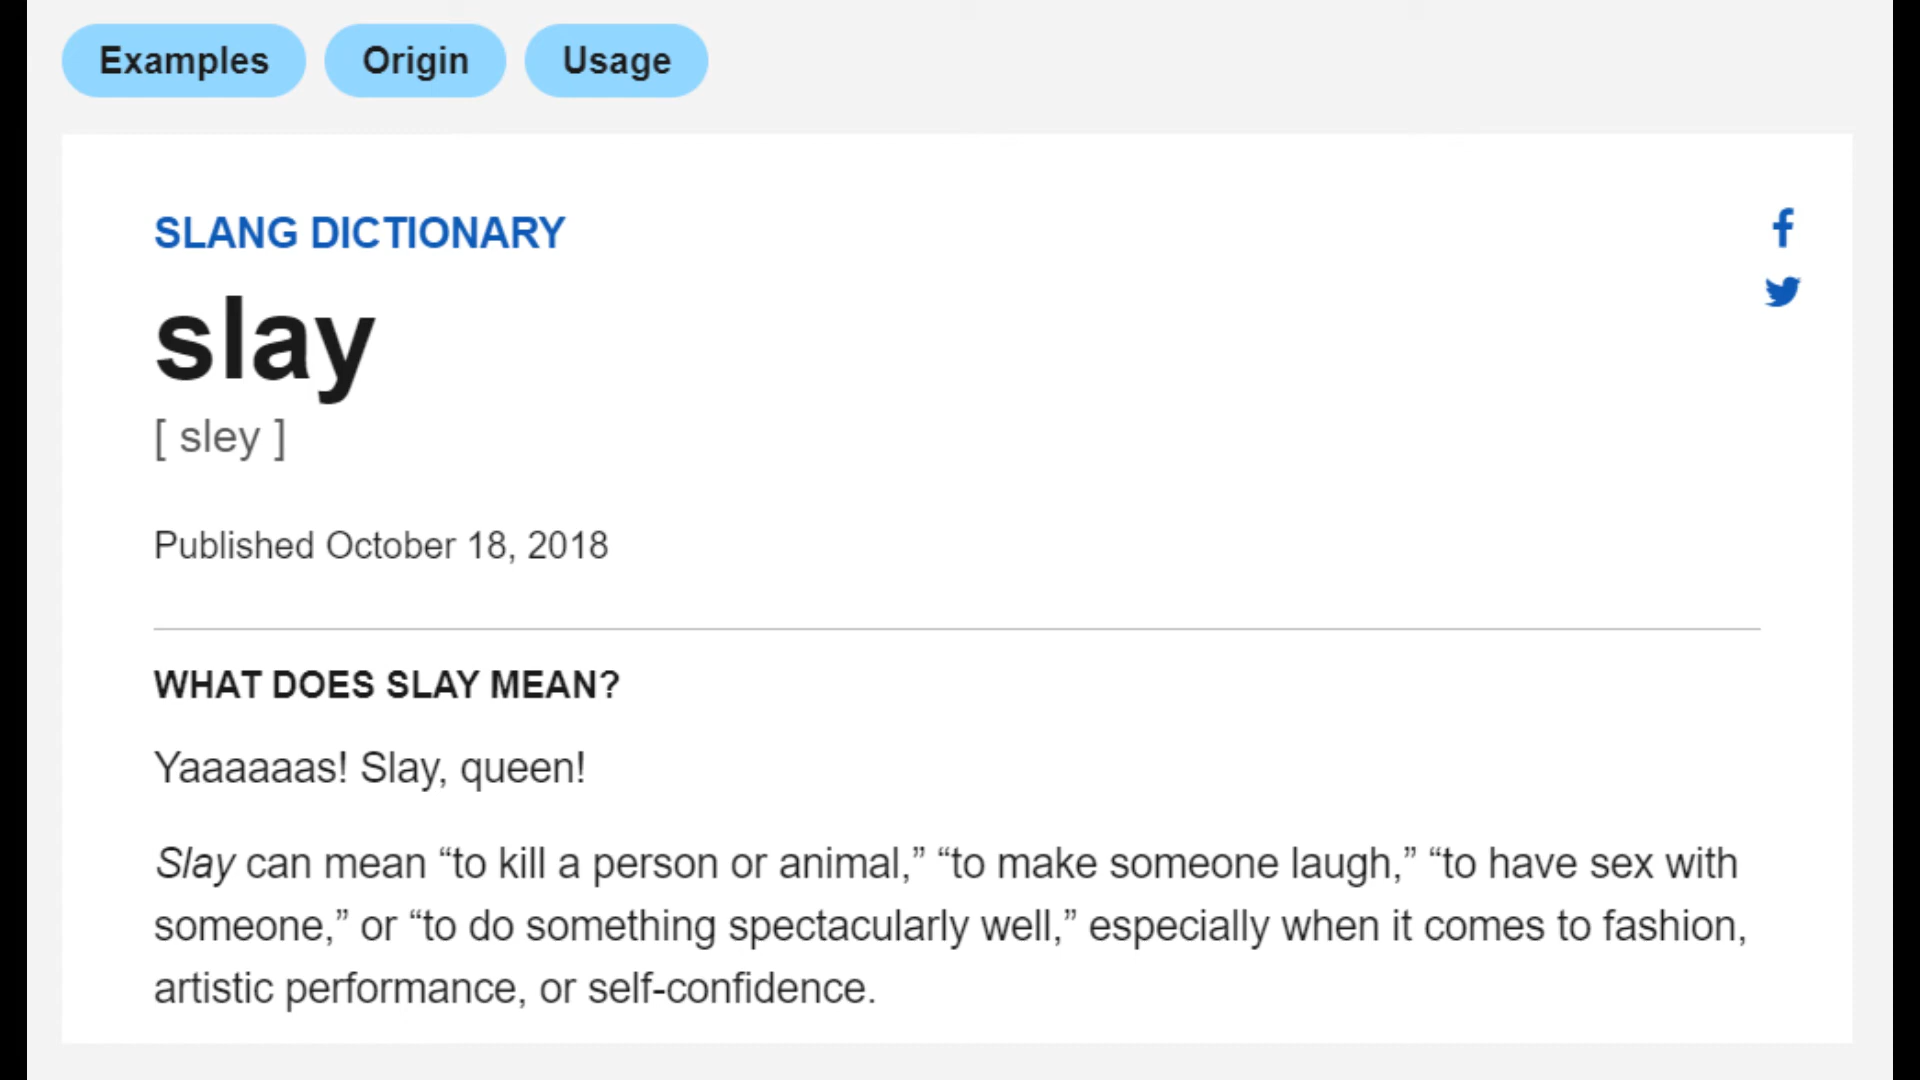 Examples Origin Usage
SLANG DICTIONARY
slay
[ sley ]
Published October 18, 2018
WHAT DOES SLAY MEAN?
Yaaaaaas! Slay, queen!
Slay can mean “to kill a person or animal,” “to make someone laugh,” “to have sex with
someone,” or “to do something spectacularly well,” especially when it comes to fashion,
artistic performance, or self-confidence.